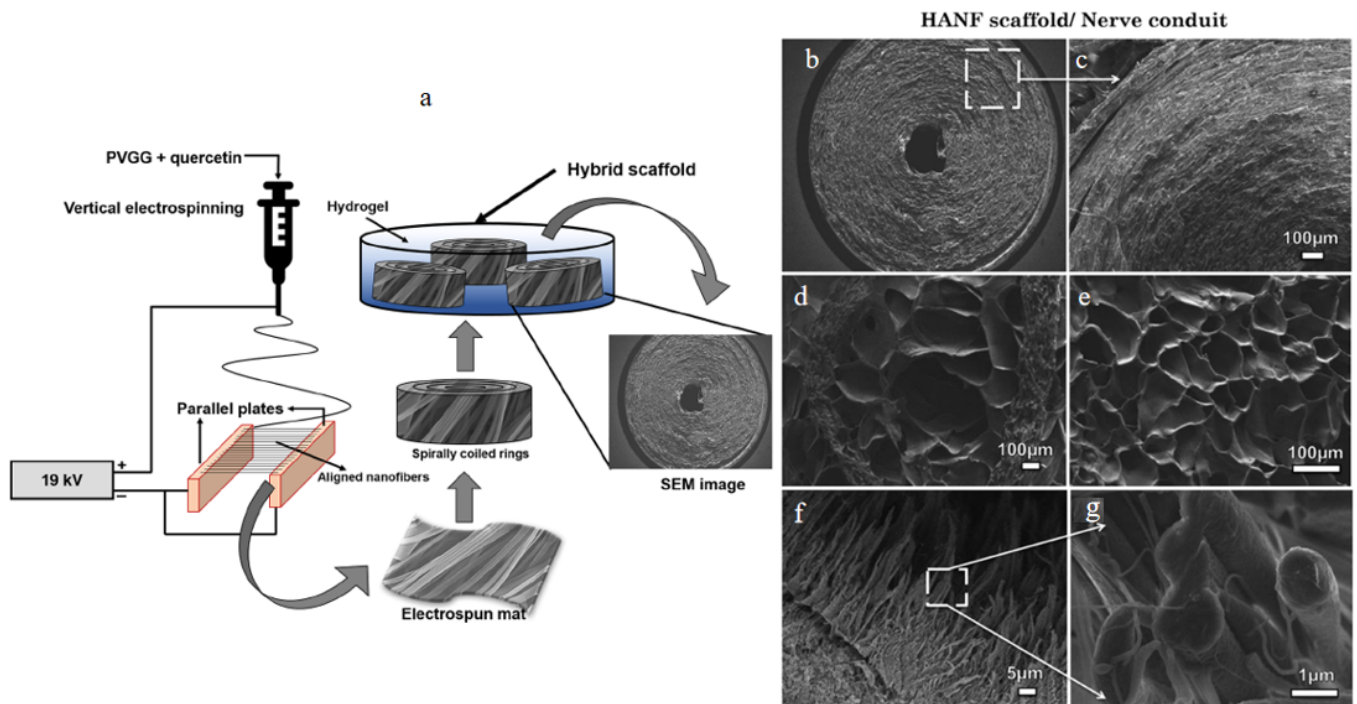 HANF scaffold/ Nerve conduit
a
PVGG + quercetin
Vertical electrospinning
Hybrid scaffold
Hydrogel
Parallel plates
Aligned nanofibers
19 kV
+
−
Spirally coiled rings
Electrospun mat
SEM image
b
c
100µm
d
100µm
e
100µm
f
5µm
g
1µm